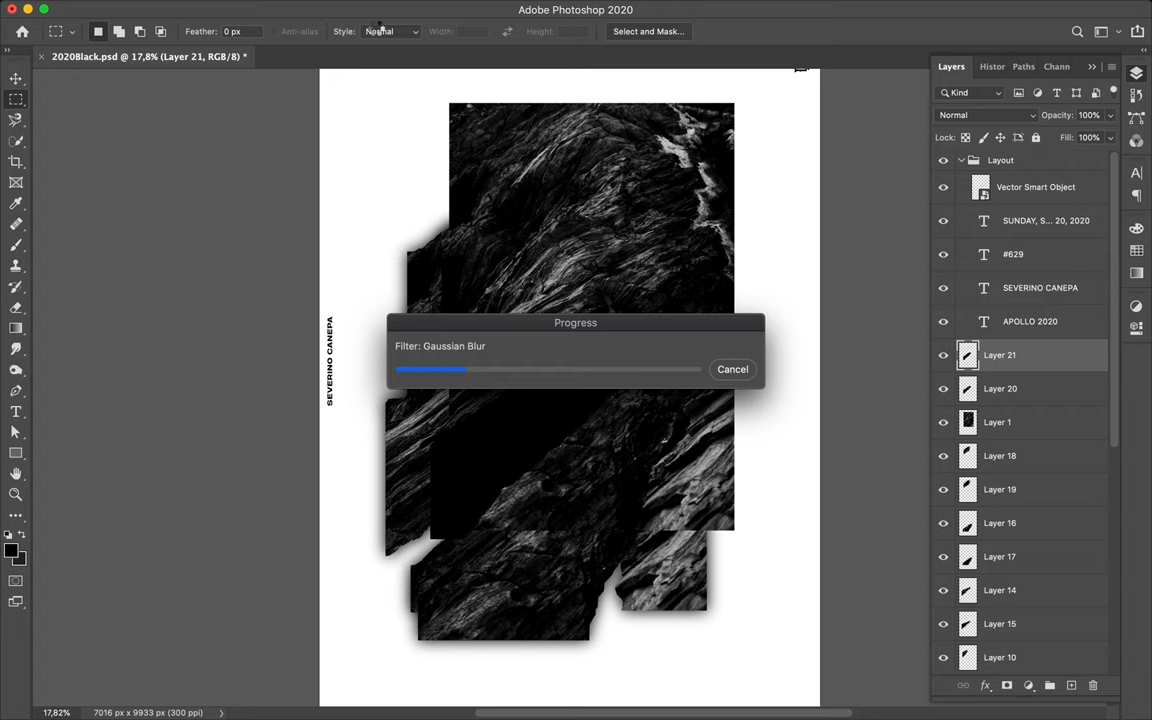 Adobe Photoshop 2020
Feather: 0 px
Anti-alias
Style: Normal
Width:
Height:
Select and Mask...
2020Black.psd @ 17,8% (Layer 21, RGB/8) *
Layers
Histor
Paths
Chann
Kind
Normal
Opacity: 100%
Lock:
Fill: 100%
Layout
Vector Smart Object
SUNDAY, S... 20, 2020
#629
SEVERINO CANEPA
APOLLO 2020
Layer 21
Layer 20
Layer 1
Layer 18
Layer 19
Layer 16
Layer 17
Layer 14
Layer 15
Layer 10
SEVERINO CANEPA
Progress
Filter: Gaussian Blur
Cancel
17,82%
7016 px x 9933 px (300 ppi)